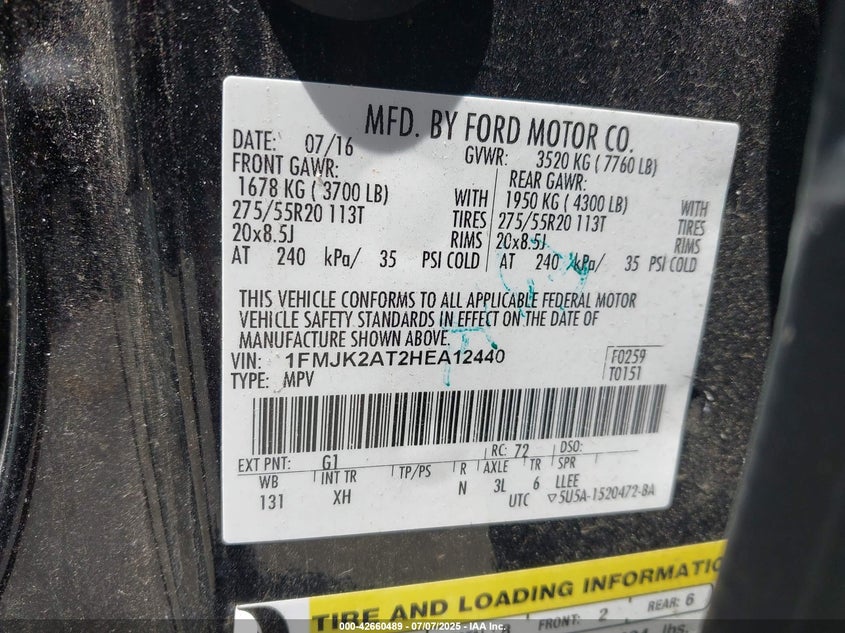 MFD. BY FORD MOTOR CO.
DATE: 07/16
GVWR: 3520 KG ( 7760 LB)
FRONT GAWR:
1678 KG ( 3700 LB) WITH
275/55R20 113T TIRES
20x8.5J RIMS
AT 240 kPa/ 35 PSI COLD
REAR GAWR:
1950 KG ( 4300 LB) WITH
275/55R20 113T TIRES
20x8.5J RIMS
AT 240 kPa/ 35 PSI COLD
THIS VEHICLE CONFORMS TO ALL APPLICABLE FEDERAL MOTOR
VEHICLE SAFETY STANDARDS IN EFFECT ON THE DATE OF
MANUFACTURE SHOWN ABOVE.
VIN: 1FMJK2AT2HEA12440
TYPE: MPV
F0259
T0151
EXT PNT: G1 RC: 72 DSO:
WB INT TR TP/PS R AXLE TR SPR
131 XH N 3L 6 LLEE
UTC ▽5U5A-1520472-BA
TIRE AND LOADING INFORMATIO
FRONT: 2 REAR: 6
lbs.
000-42660489 - 07/07/2025 - IAA Inc.